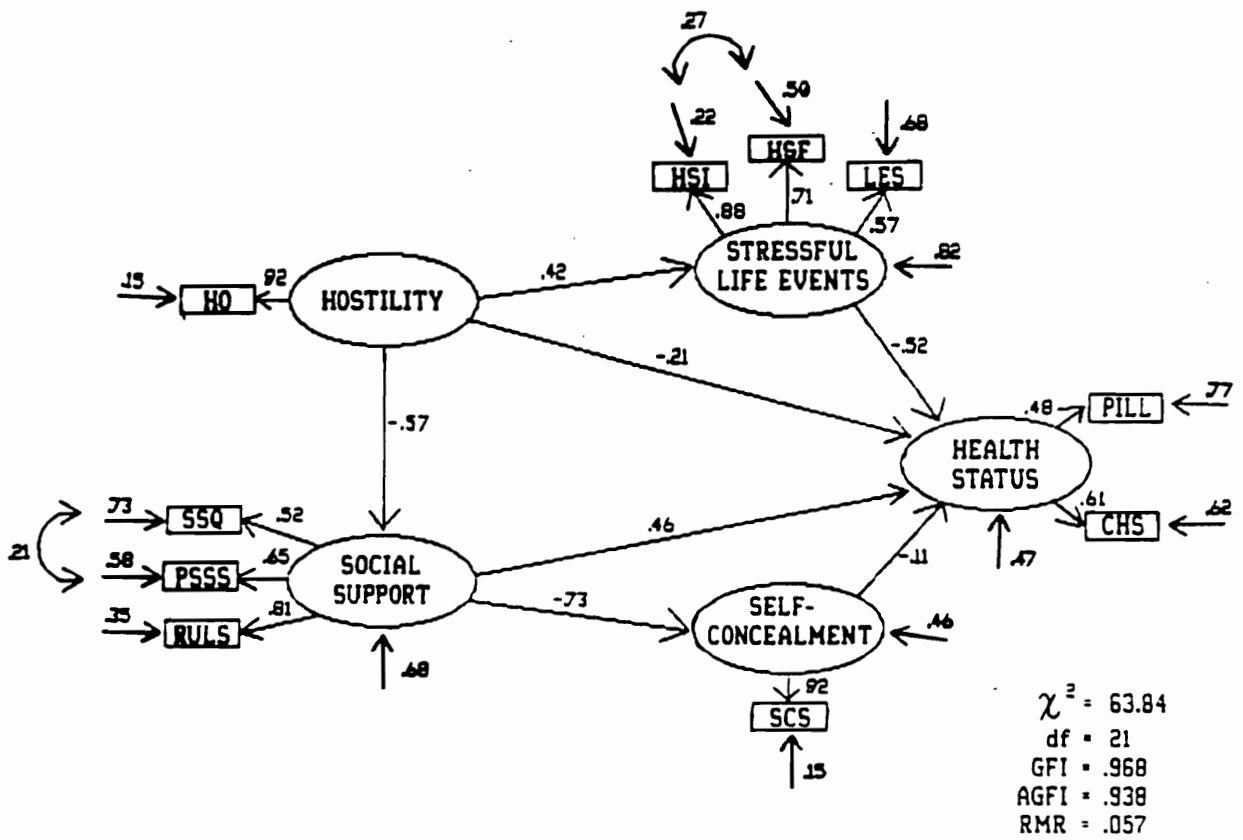 .27
.50
.22
.68
HSF
HSI
LES
.71
.88
.57
STRESSFUL
LIFE EVENTS
.82
.42
.15
.92
HO
HOSTILITY
-.21
-.52
-.57
.48
PILL
.77
HEALTH
STATUS
.73
SSQ
.52
.46
.61
CHS
.62
.21
.58
PSSS
.65
SOCIAL
SUPPORT
-.11
.47
.35
RULS
.81
-.73
SELF-
CONCEALMENT
.46
.68
.92
SCS
.15
χ² = 63.84
df = 21
GFI = .968
AGFI = .938
RMR = .057